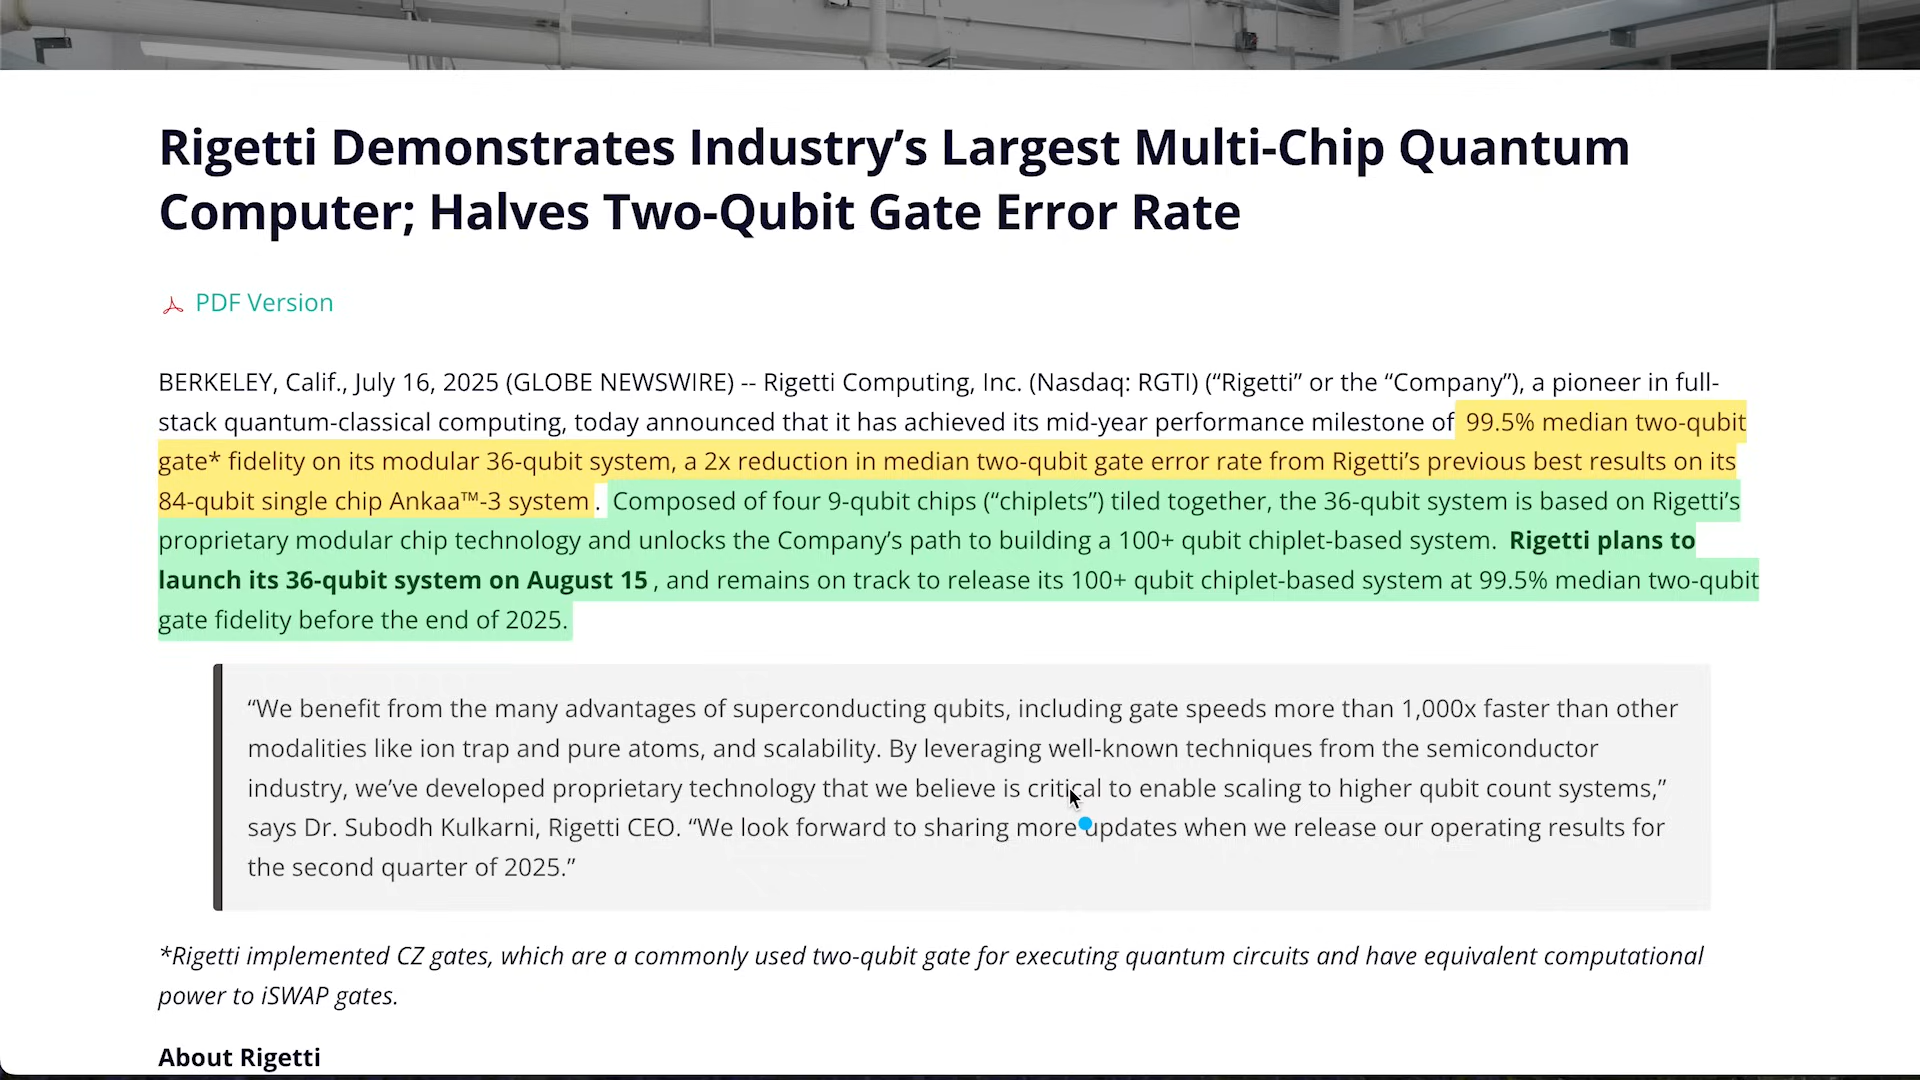 Rigetti Demonstrates Industry’s Largest Multi-Chip Quantum
Computer; Halves Two-Qubit Gate Error Rate
PDF Version
BERKELEY, Calif., July 16, 2025 (GLOBE NEWSWIRE) -- Rigetti Computing, Inc. (Nasdaq: RGTI) (“Rigetti” or the “Company”), a pioneer in full-
stack quantum-classical computing, today announced that it has achieved its mid-year performance milestone of 99.5% median two-qubit
gate* fidelity on its modular 36-qubit system, a 2x reduction in median two-qubit gate error rate from Rigetti’s previous best results on its
84-qubit single chip Ankaa™-3 system. Composed of four 9-qubit chips (“chiplets”) tiled together, the 36-qubit system is based on Rigetti’s
proprietary modular chip technology and unlocks the Company’s path to building a 100+ qubit chiplet-based system. Rigetti plans to
launch its 36-qubit system on August 15, and remains on track to release its 100+ qubit chiplet-based system at 99.5% median two-qubit
gate fidelity before the end of 2025.
“We benefit from the many advantages of superconducting qubits, including gate speeds more than 1,000x faster than other
modalities like ion trap and pure atoms, and scalability. By leveraging well-known techniques from the semiconductor
industry, we’ve developed proprietary technology that we believe is critical to enable scaling to higher qubit count systems,”
says Dr. Subodh Kulkarni, Rigetti CEO. “We look forward to sharing more updates when we release our operating results for
the second quarter of 2025.”
*Rigetti implemented CZ gates, which are a commonly used two-qubit gate for executing quantum circuits and have equivalent computational
power to iSWAP gates.
About Rigetti